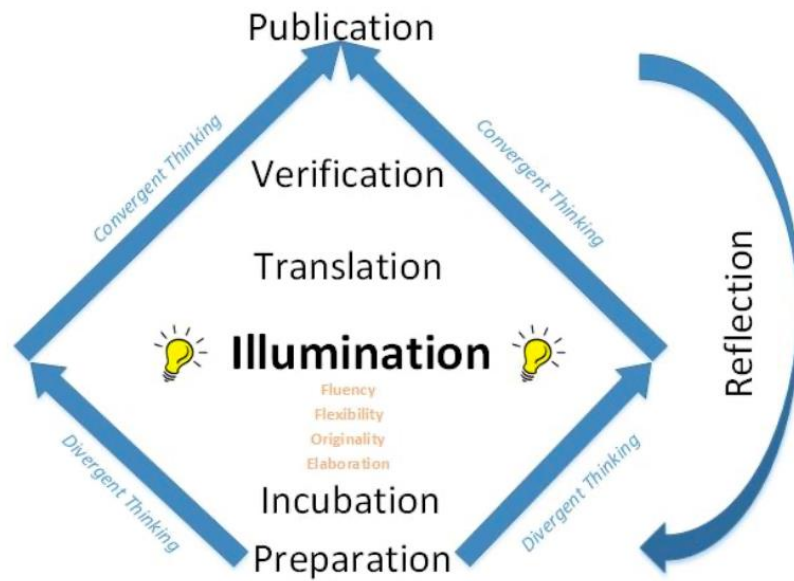 Publication
Convergent Thinking
Convergent Thinking
Verification
Translation
Illumination
Fluency
Flexibility
Originality
Elaboration
Reflection
Divergent Thinking
Divergent Thinking
Incubation
Preparation